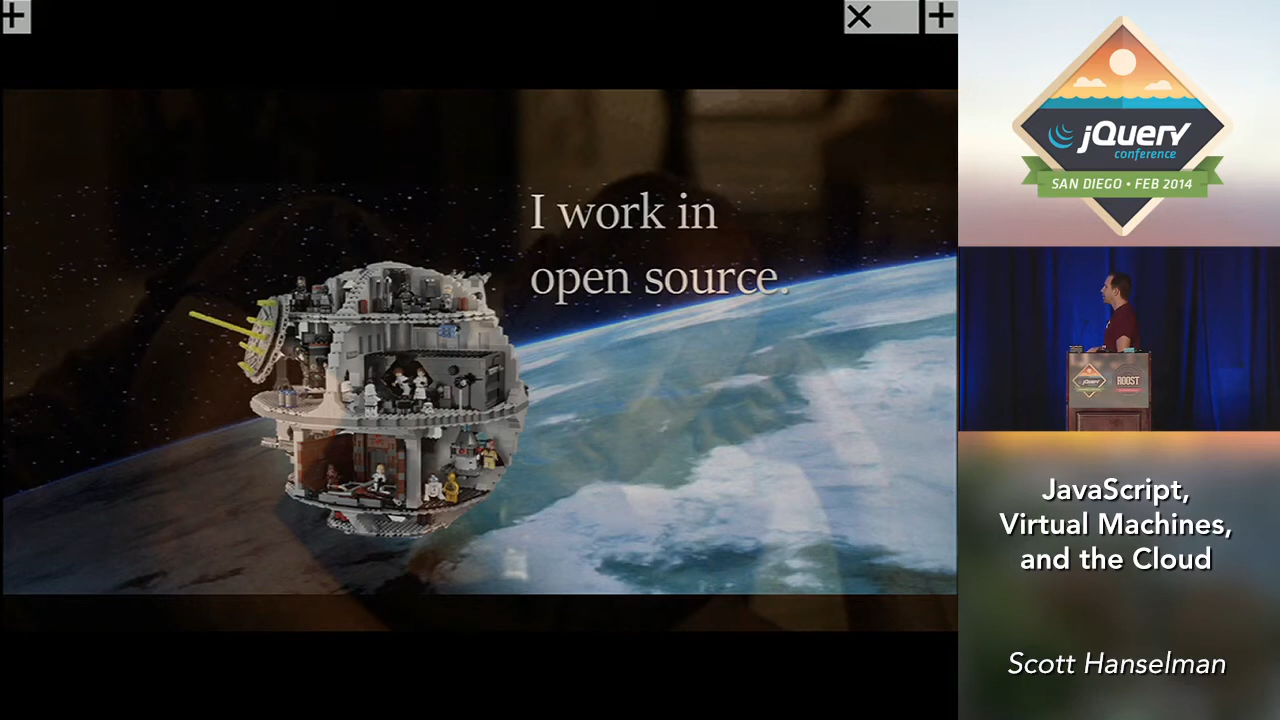 I work in
open source.
jQuery
conference
SAN DIEGO • FEB 2014
jQuery
ROOST
JavaScript,
Virtual Machines,
and the Cloud
Scott Hanselman